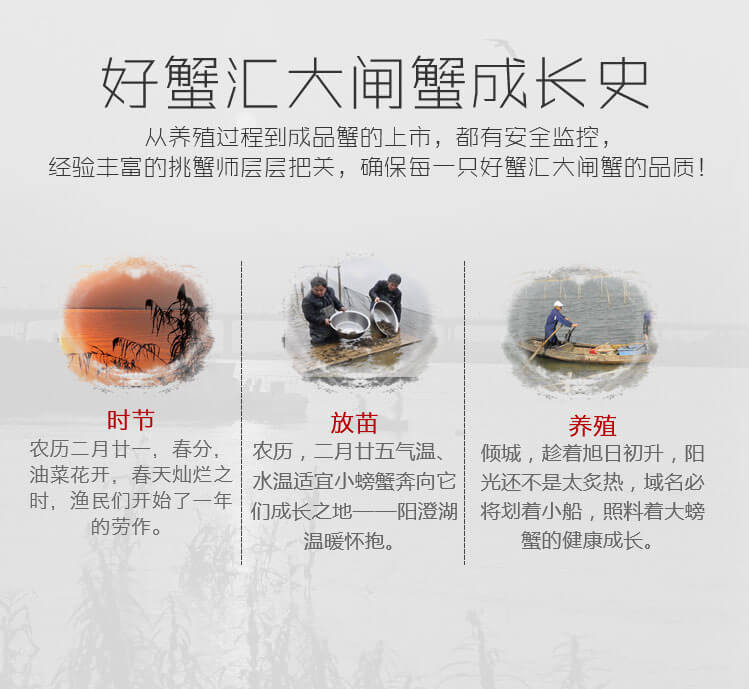 好蟹汇大闸蟹成长史
从养殖过程到成品蟹的上市，都有安全监控，
经验丰富的挑蟹师层层把关，确保每一只好蟹汇大闸蟹的品质！
时节
农历二月廿一，春分，
油菜花开，春天灿烂之
时，渔民们开始了一年
的劳作。
放苗
农历，二月廿五气温、
水温适宜小螃蟹奔向它
们成长之地——阳澄湖
温暖怀抱。
养殖
倾城，趁着旭日初升，阳
光还不是太炙热，域名必
将划着小船，照料着大螃
蟹的健康成长。